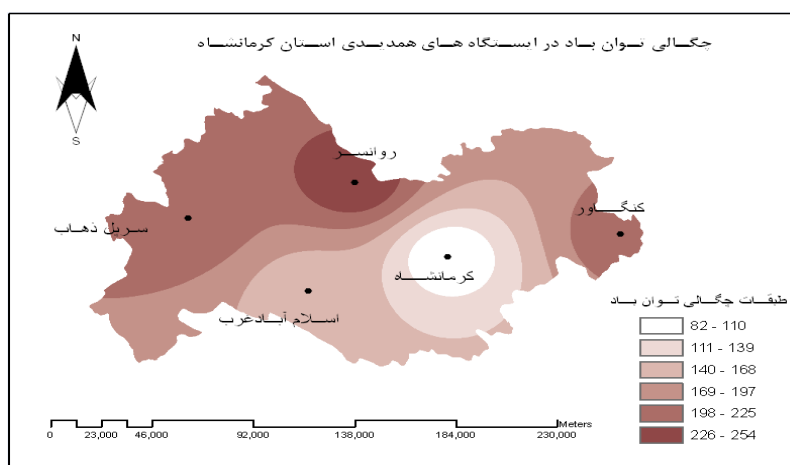 چگالی توان باد در ایستگاه های همدیدی استان کرمانشاه
N
S
روانسر
کنگاور
سرپل ذهاب
کرمانشاه
اسلام آبادغرب
طبقات چگالی توان باد
82 - 110
111 - 139
140 - 168
169 - 197
198 - 225
226 - 254
Meters
0 23,000 46,000 92,000 138,000 184,000 230,000